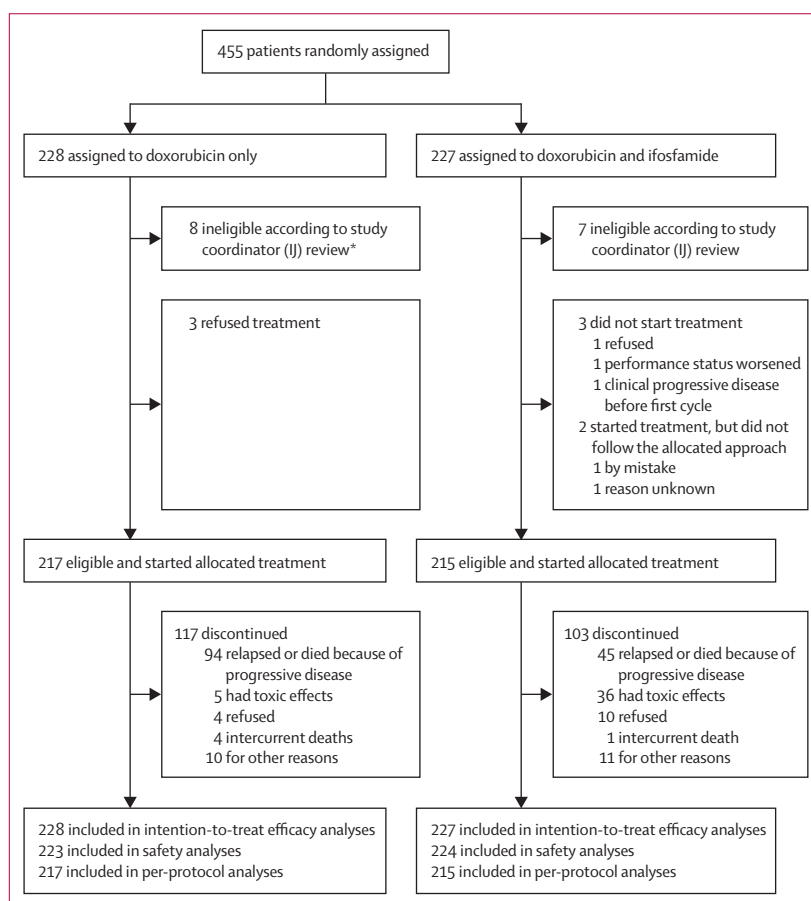 455 patients randomly assigned
228 assigned to doxorubicin only
227 assigned to doxorubicin and ifosfamide
8 ineligible according to study
coordinator (IJ) review*
7 ineligible according to study
coordinator (IJ) review
3 refused treatment
3 did not start treatment
1 refused
1 performance status worsened
1 clinical progressive disease
before first cycle
2 started treatment, but did not
follow the allocated approach
1 by mistake
1 reason unknown
217 eligible and started allocated treatment
215 eligible and started allocated treatment
117 discontinued
94 relapsed or died because of
progressive disease
5 had toxic effects
4 refused
4 intercurrent deaths
10 for other reasons
103 discontinued
45 relapsed or died because of
progressive disease
36 had toxic effects
10 refused
1 intercurrent death
11 for other reasons
228 included in intention-to-treat efficacy analyses
223 included in safety analyses
217 included in per-protocol analyses
227 included in intention-to-treat efficacy analyses
224 included in safety analyses
215 included in per-protocol analyses